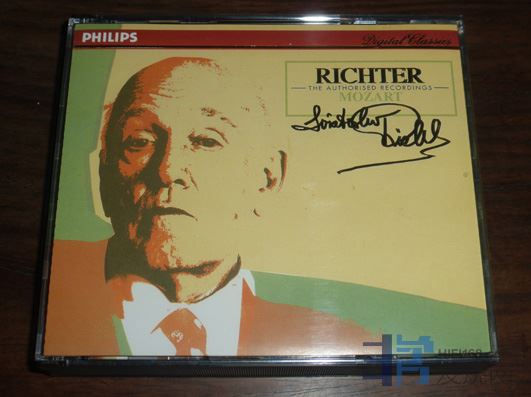 PHILIPS
Digital Classics
RICHTER
THE AUTHORISED RECORDINGS
MOZART